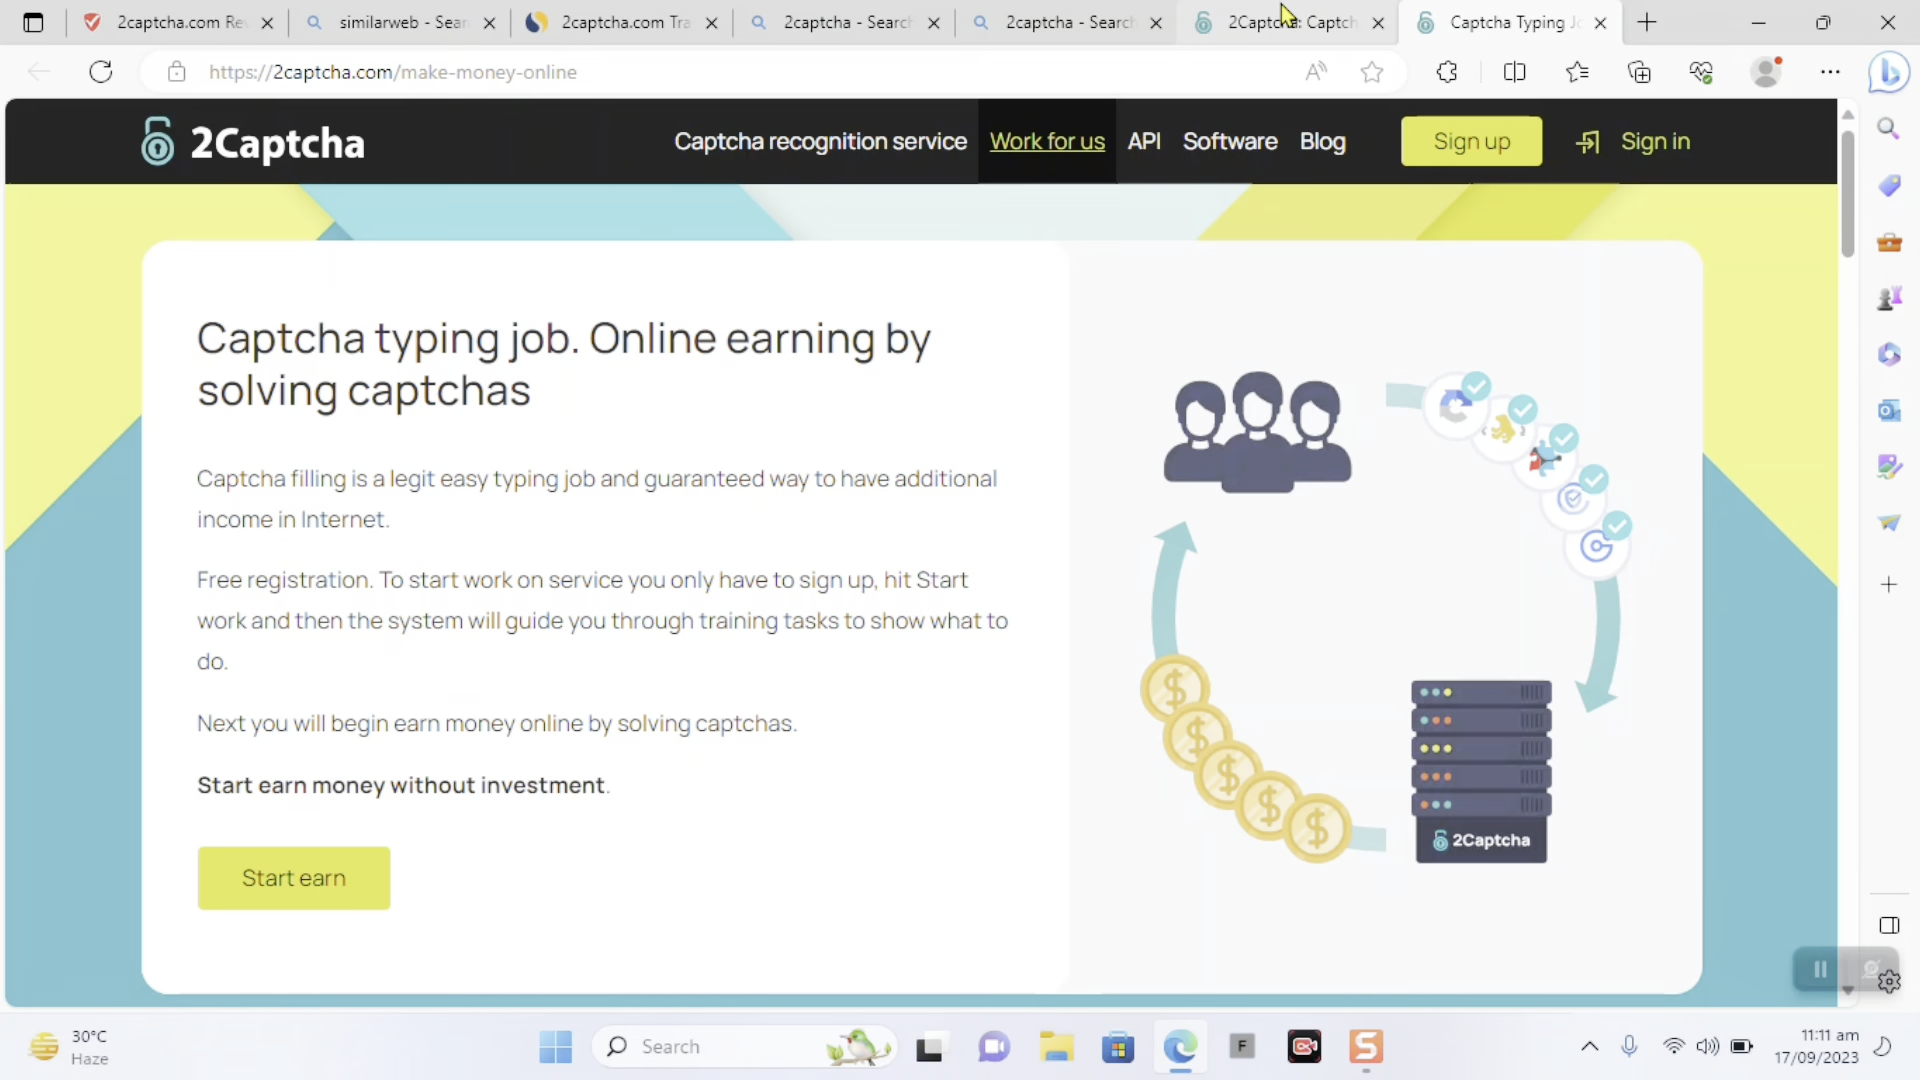 2captcha.com Re
similarweb - Sear
2captcha.com Tra
2captcha - Search
2captcha - Search
2Captcha: Captch
Captcha Typing Jo
https://2captcha.com/make-money-online
2Captcha
Captcha recognition service
Work for us
API
Software
Blog
Sign up
Sign in
Captcha typing job. Online earning by
solving captchas
Captcha filling is a legit easy typing job and guaranteed way to have additional
income in Internet.
Free registration. To start work on service you only have to sign up, hit Start
work and then the system will guide you through training tasks to show what to
do.
Next you will begin earn money online by solving captchas.
Start earn money without investment.
Start earn
2Captcha
30°C
Haze
Search
F
S
11:11 am
17/09/2023